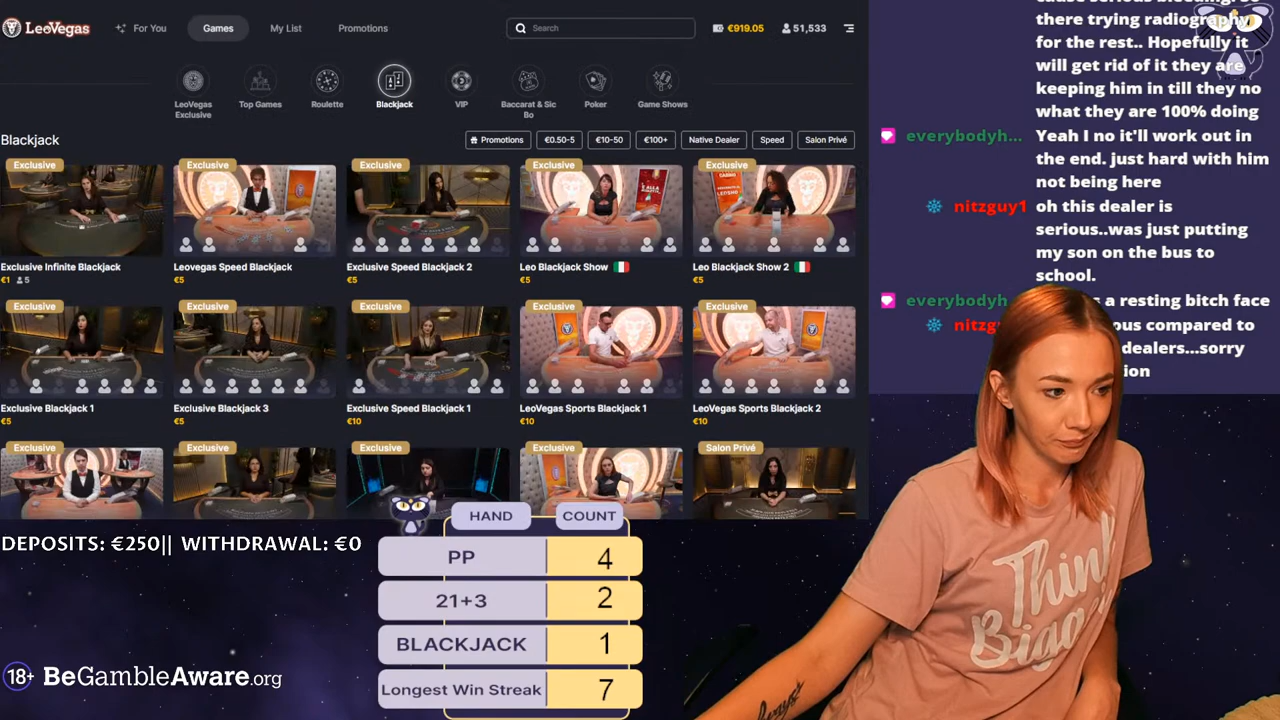 LeoVegas
For You
Games
My List
Promotions
Search
€919.05
51,533
LeoVegas
Exclusive
Top Games
Roulette
Blackjack
VIP
Baccarat & Sic
Bo
Poker
Game Shows
Blackjack
Promotions
€0.50-5
€10-50
€100+
Native Dealer
Speed
Salon Privé
Exclusive
Exclusive
Exclusive
Exclusive
Exclusive
Exclusive Infinite Blackjack
Leovegas Speed Blackjack
Exclusive Speed Blackjack 2
Leo Blackjack Show
Leo Blackjack Show 2
€1
5
€5
€5
€5
€5
Exclusive
Exclusive
Exclusive
Exclusive
Exclusive
Exclusive Blackjack 1
Exclusive Blackjack 3
Exclusive Speed Blackjack 1
LeoVegas Sports Blackjack 1
LeoVegas Sports Blackjack 2
€5
€5
€10
€10
€10
Exclusive
Exclusive
Exclusive
Exclusive
Salon Privé
DEPOSITS: €250|| WITHDRAWAL: €0
HAND
COUNT
PP
4
21+3
2
BLACKJACK
1
Longest Win Streak
7
18+
BeGambleAware.org
there trying radiography
for the rest.. Hopefully it
will get rid of it they are
keeping him in till they no
what they are 100% doing
everybodyh...
Yeah I no it'll work out in
the end. just hard with him
not being here
nitzguy1
oh this dealer is
serious..was just putting
my son on the bus to
school.
everybodyh
a resting bitch face
compared to
dealers...sorry
Think
Bigger